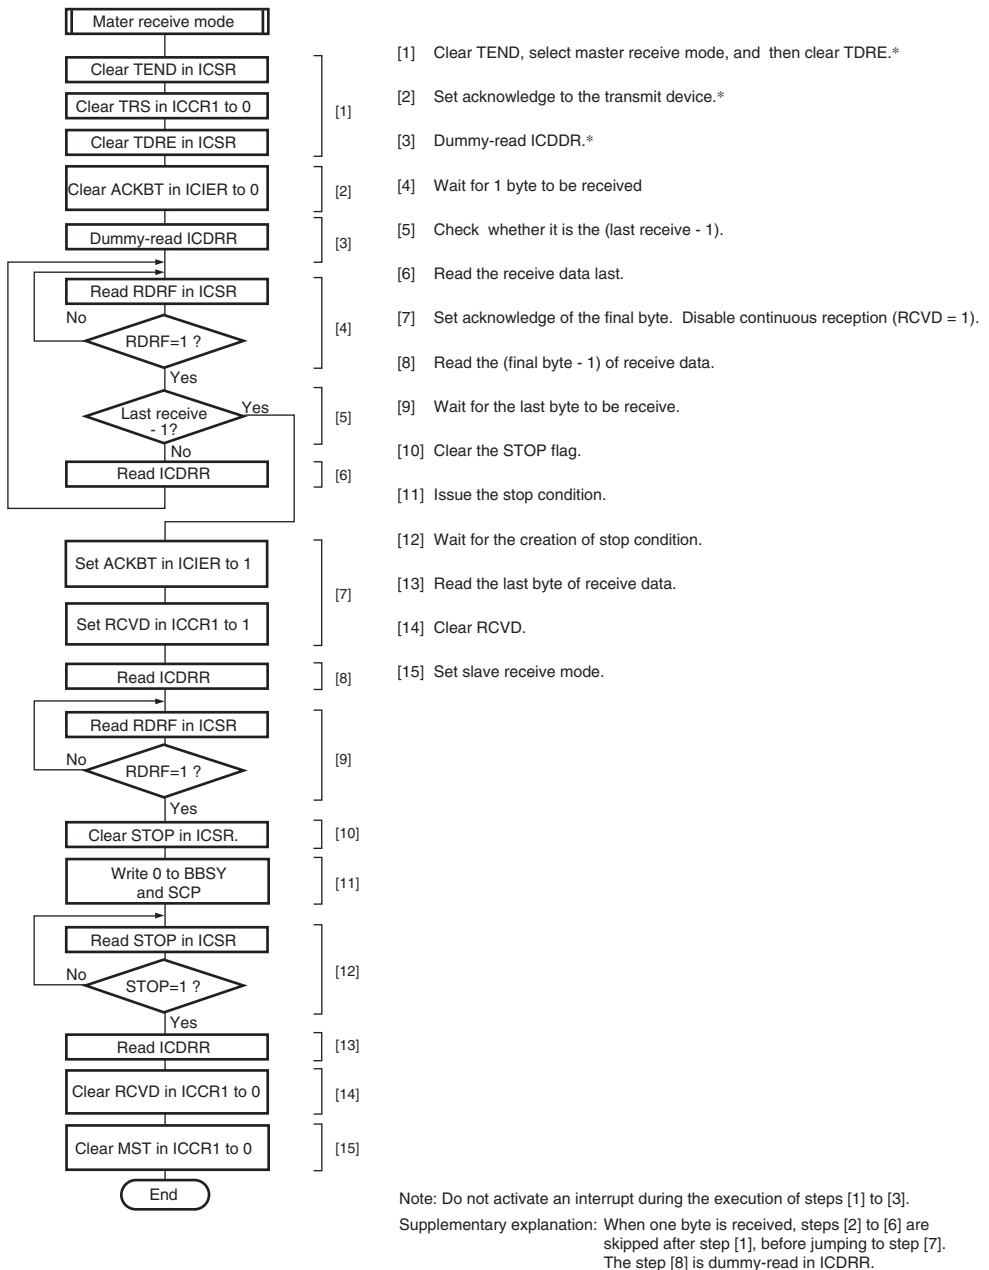 Mater receive mode
Clear TEND in ICSR
Clear TRS in ICCR1 to 0
Clear TDRE in ICSR
[1]
Clear ACKBT in ICIER to 0
[2]
Dummy-read ICDRR
[3]
Read RDRF in ICSR
No
RDRF=1 ?
[4]
Yes
Last receive
- 1?
Yes
[5]
No
Read ICDRR
[6]
Set ACKBT in ICIER to 1
[7]
Set RCVD in ICCR1 to 1
Read ICDRR
[8]
Read RDRF in ICSR
No
RDRF=1 ?
[9]
Yes
Clear STOP in ICSR.
[10]
Write 0 to BBSY
and SCP
[11]
Read STOP in ICSR
No
STOP=1 ?
[12]
Yes
Read ICDRR
[13]
Clear RCVD in ICCR1 to 0
[14]
Clear MST in ICCR1 to 0
[15]
End
[1] Clear TEND, select master receive mode, and then clear TDRE.*
[2] Set acknowledge to the transmit device.*
[3] Dummy-read ICDDR.*
[4] Wait for 1 byte to be received
[5] Check whether it is the (last receive - 1).
[6] Read the receive data last.
[7] Set acknowledge of the final byte. Disable continuous reception (RCVD = 1).
[8] Read the (final byte - 1) of receive data.
[9] Wait for the last byte to be receive.
[10] Clear the STOP flag.
[11] Issue the stop condition.
[12] Wait for the creation of stop condition.
[13] Read the last byte of receive data.
[14] Clear RCVD.
[15] Set slave receive mode.
Note: Do not activate an interrupt during the execution of steps [1] to [3].
Supplementary explanation: When one byte is received, steps [2] to [6] are
skipped after step [1], before jumping to step [7].
The step [8] is dummy-read in ICDRR.